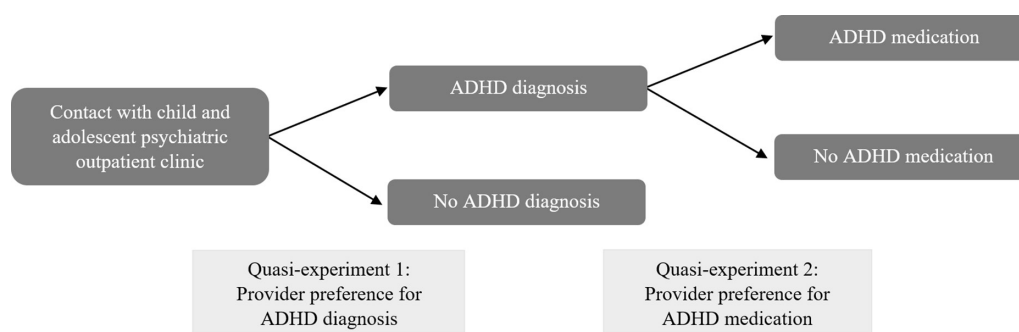 Contact with child and
adolescent psychiatric
outpatient clinic
ADHD diagnosis
No ADHD diagnosis
ADHD medication
No ADHD medication
Quasi-experiment 1:
Provider preference for
ADHD diagnosis
Quasi-experiment 2:
Provider preference for
ADHD medication